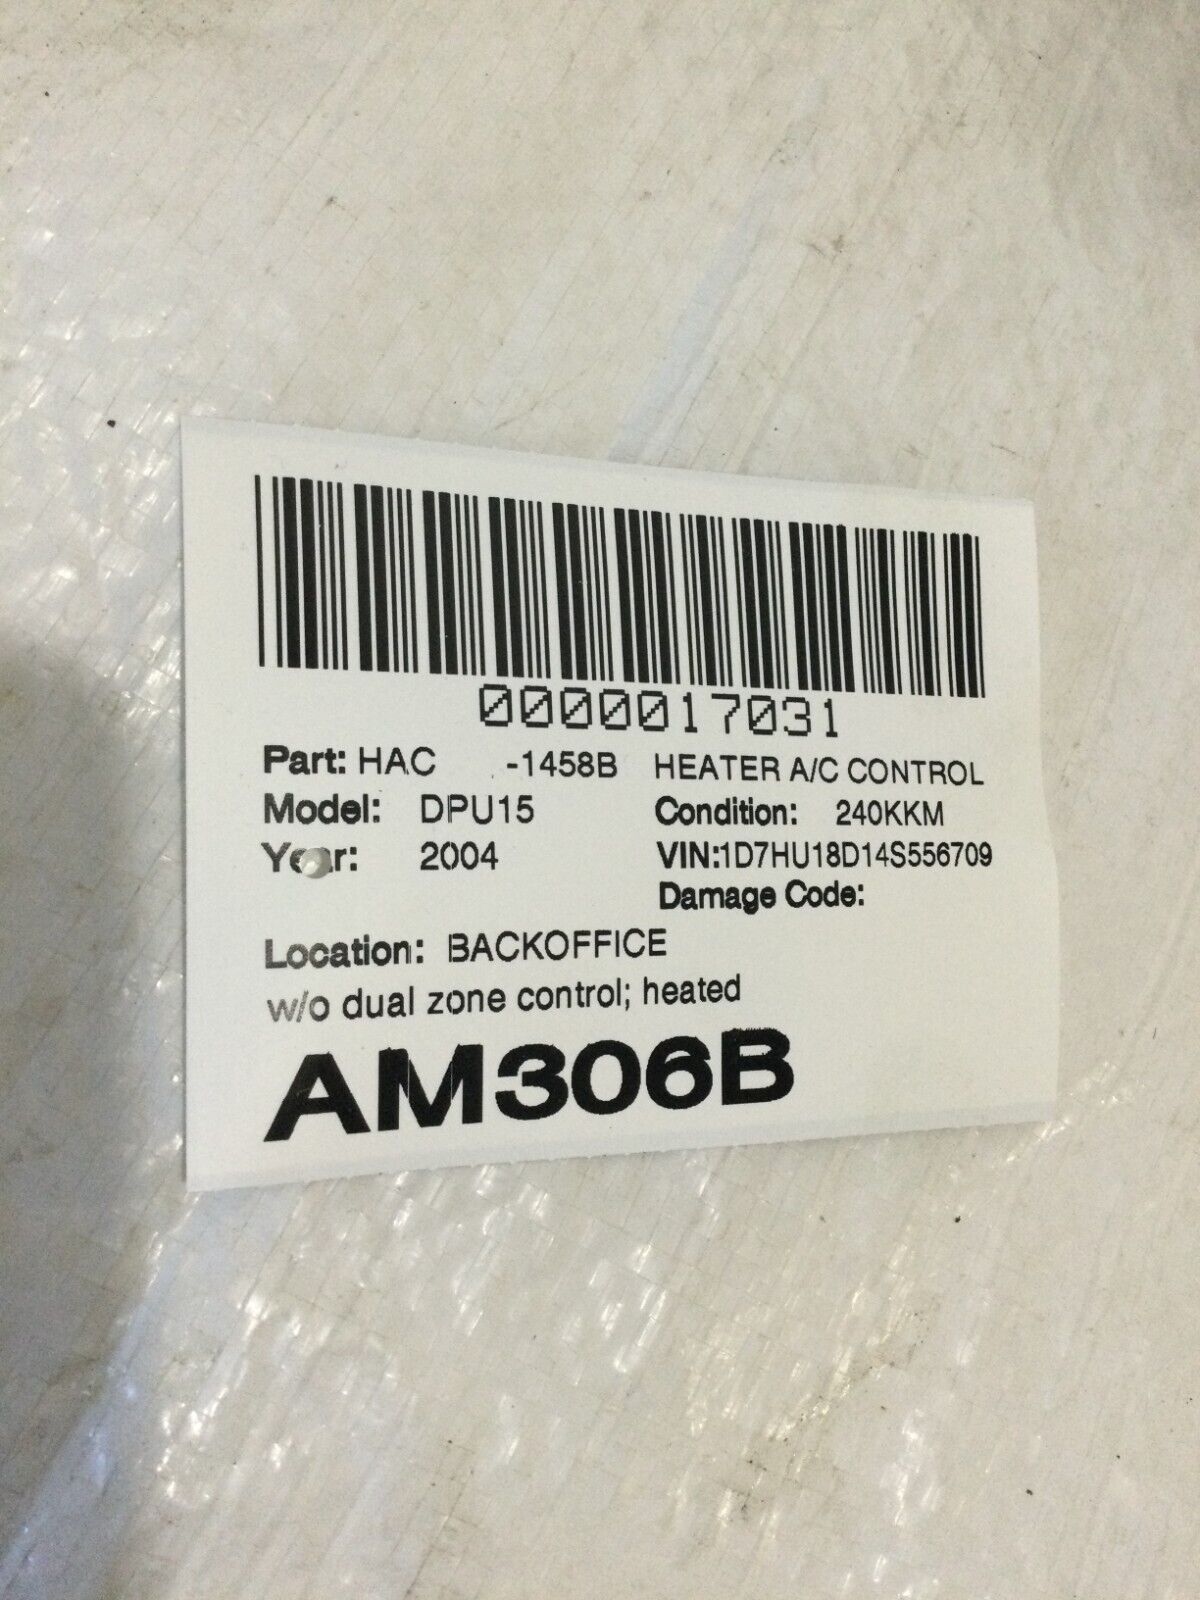 0000017031
Part: HAC -1458B HEATER A/C CONTROL
Model: DPU15 Condition: 240KKM
Year: 2004 VIN:1D7HU18D14S556709
Damage Code:
Location: BACKOFFICE
w/o dual zone control; heated
AM306B